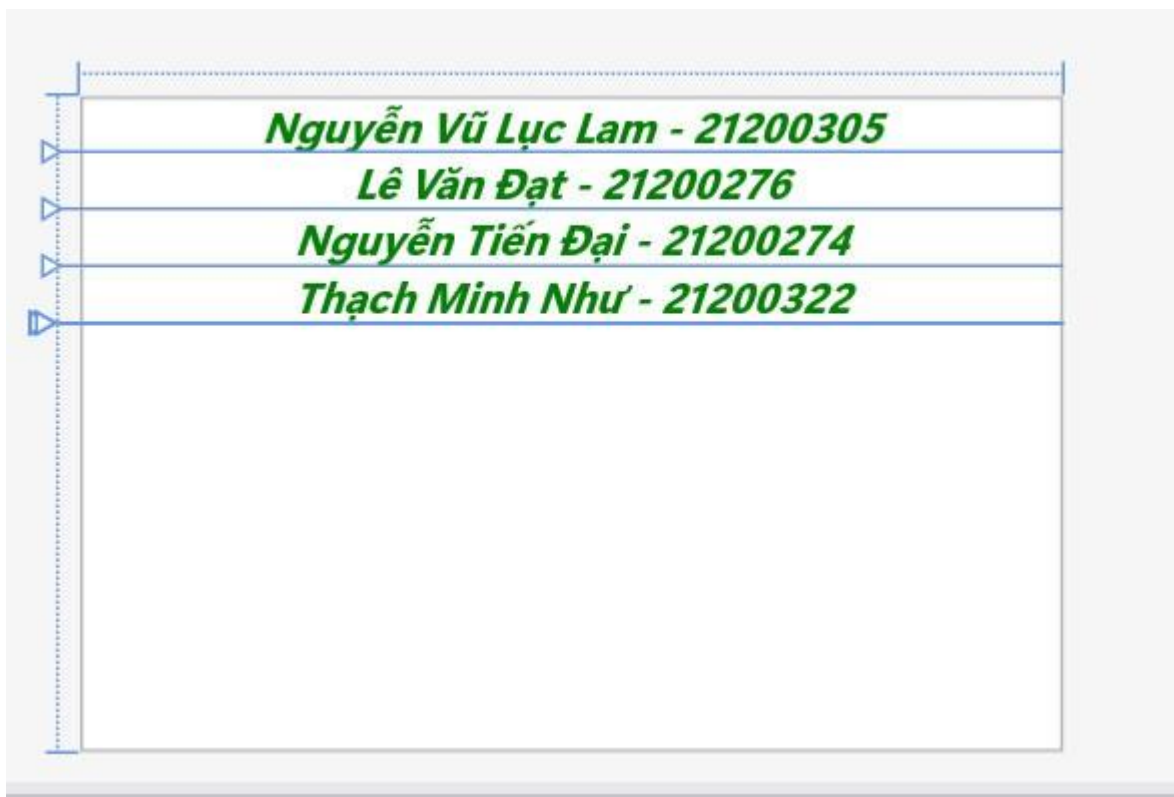 Nguyễn Vũ Lục Lam - 21200305
Lê Văn Đạt - 21200276
Nguyễn Tiến Đại - 21200274
Thạch Minh Như - 21200322